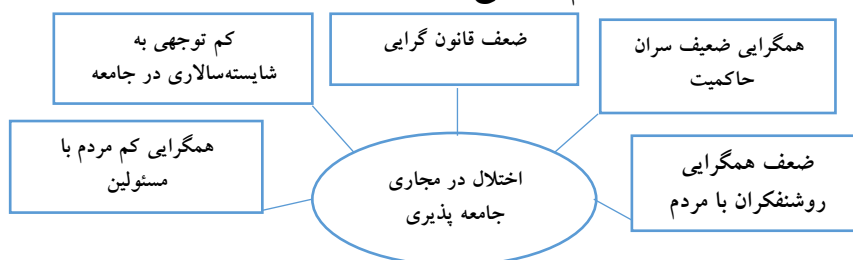 همگرایی ضعیف سران
حاکمیت
ضعف قانون گرایی
کم توجهی به
شایسته‌سالاری در جامعه
ضعف همگرایی
روشنفکران با مردم
اختلال در مجاری
جامعه پذیری
همگرایی کم مردم با
مسئولین